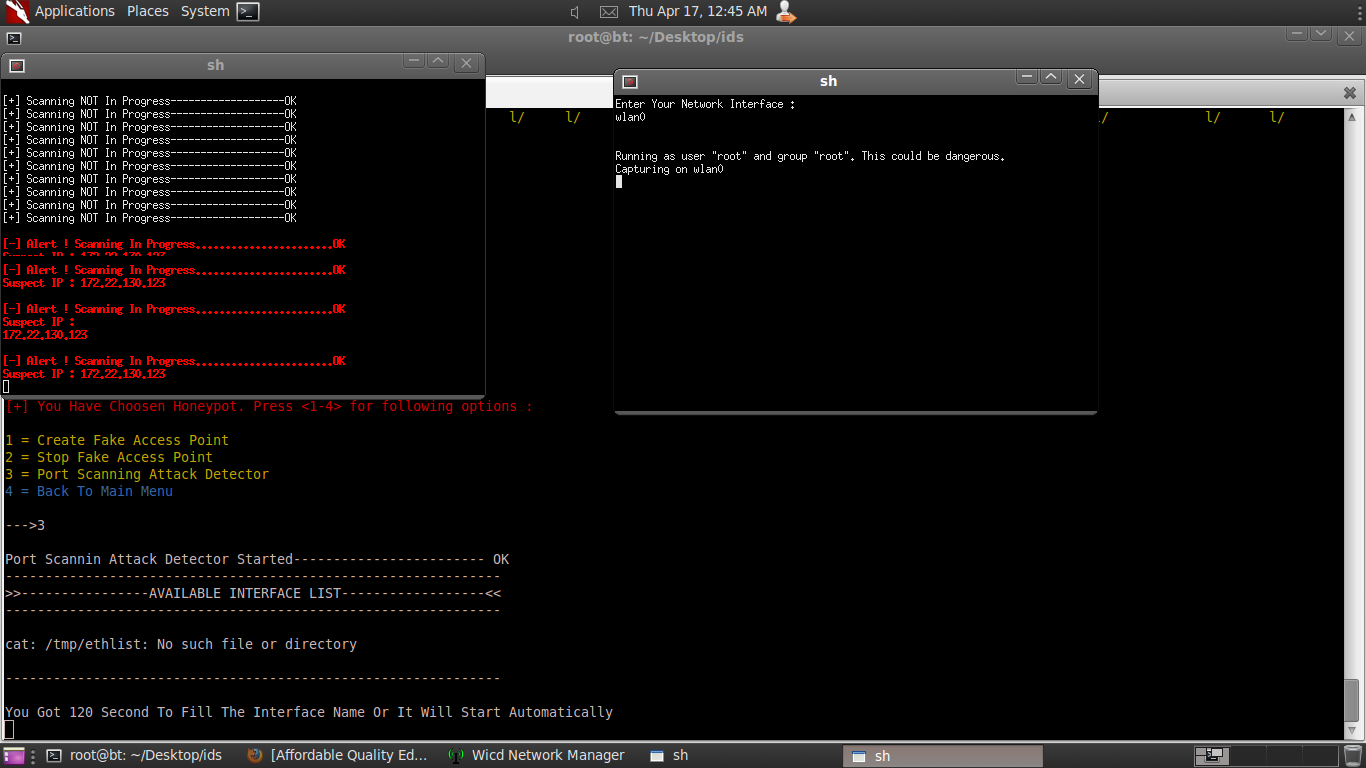 Applications Places System
Thu Apr 17, 12:45 AM
root@bt: ~/Desktop/ids
sh
[+] Scanning NOT In Progress-------------------OK
[+] Scanning NOT In Progress-------------------OK
[+] Scanning NOT In Progress-------------------OK
[+] Scanning NOT In Progress-------------------OK
[+] Scanning NOT In Progress-------------------OK
[+] Scanning NOT In Progress-------------------OK
[+] Scanning NOT In Progress-------------------OK
[+] Scanning NOT In Progress-------------------OK
[+] Scanning NOT In Progress-------------------OK
[+] Scanning NOT In Progress-------------------OK
[-] Alert ! Scanning In Progress.......................OK
Suspect IP : 172.22.130.123
[-] Alert ! Scanning In Progress.......................OK
Suspect IP : 172.22.130.123
[-] Alert ! Scanning In Progress.......................OK
Suspect IP :
172.22.130.123
[-] Alert ! Scanning In Progress.......................OK
Suspect IP : 172.22.130.123
sh
Enter Your Network Interface :
wlan0
Running as user "root" and group "root". This could be dangerous.
Capturing on wlan0
l/ l/ l/ l/ l/
[+] You Have Choosen Honeypot. Press <1-4> for following options :
1 = Create Fake Access Point
2 = Stop Fake Access Point
3 = Port Scanning Attack Detector
4 = Back To Main Menu
--->3
Port Scannin Attack Detector Started------------------------ OK
--------------------------------------------------------------
>>----------------AVAILABLE INTERFACE LIST------------------<<
--------------------------------------------------------------
cat: /tmp/ethlist: No such file or directory
--------------------------------------------------------------
You Got 120 Second To Fill The Interface Name Or It Will Start Automatically
root@bt: ~/Desktop/ids
[Affordable Quality Ed...
Wicd Network Manager
sh
sh